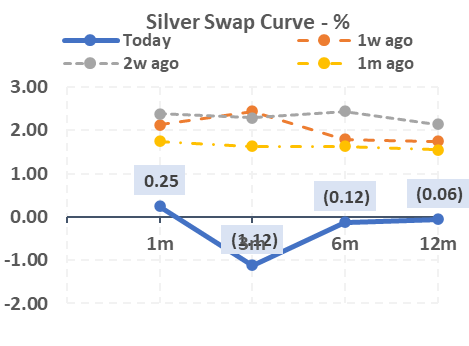 Silver Swap Curve - %
Today 1w ago
2w ago 1m ago
3.00
2.00
1.00
0.25
0.00
(1.12)
(0.12)
(0.06)
1m 3m 6m 12m
-1.00
-2.00